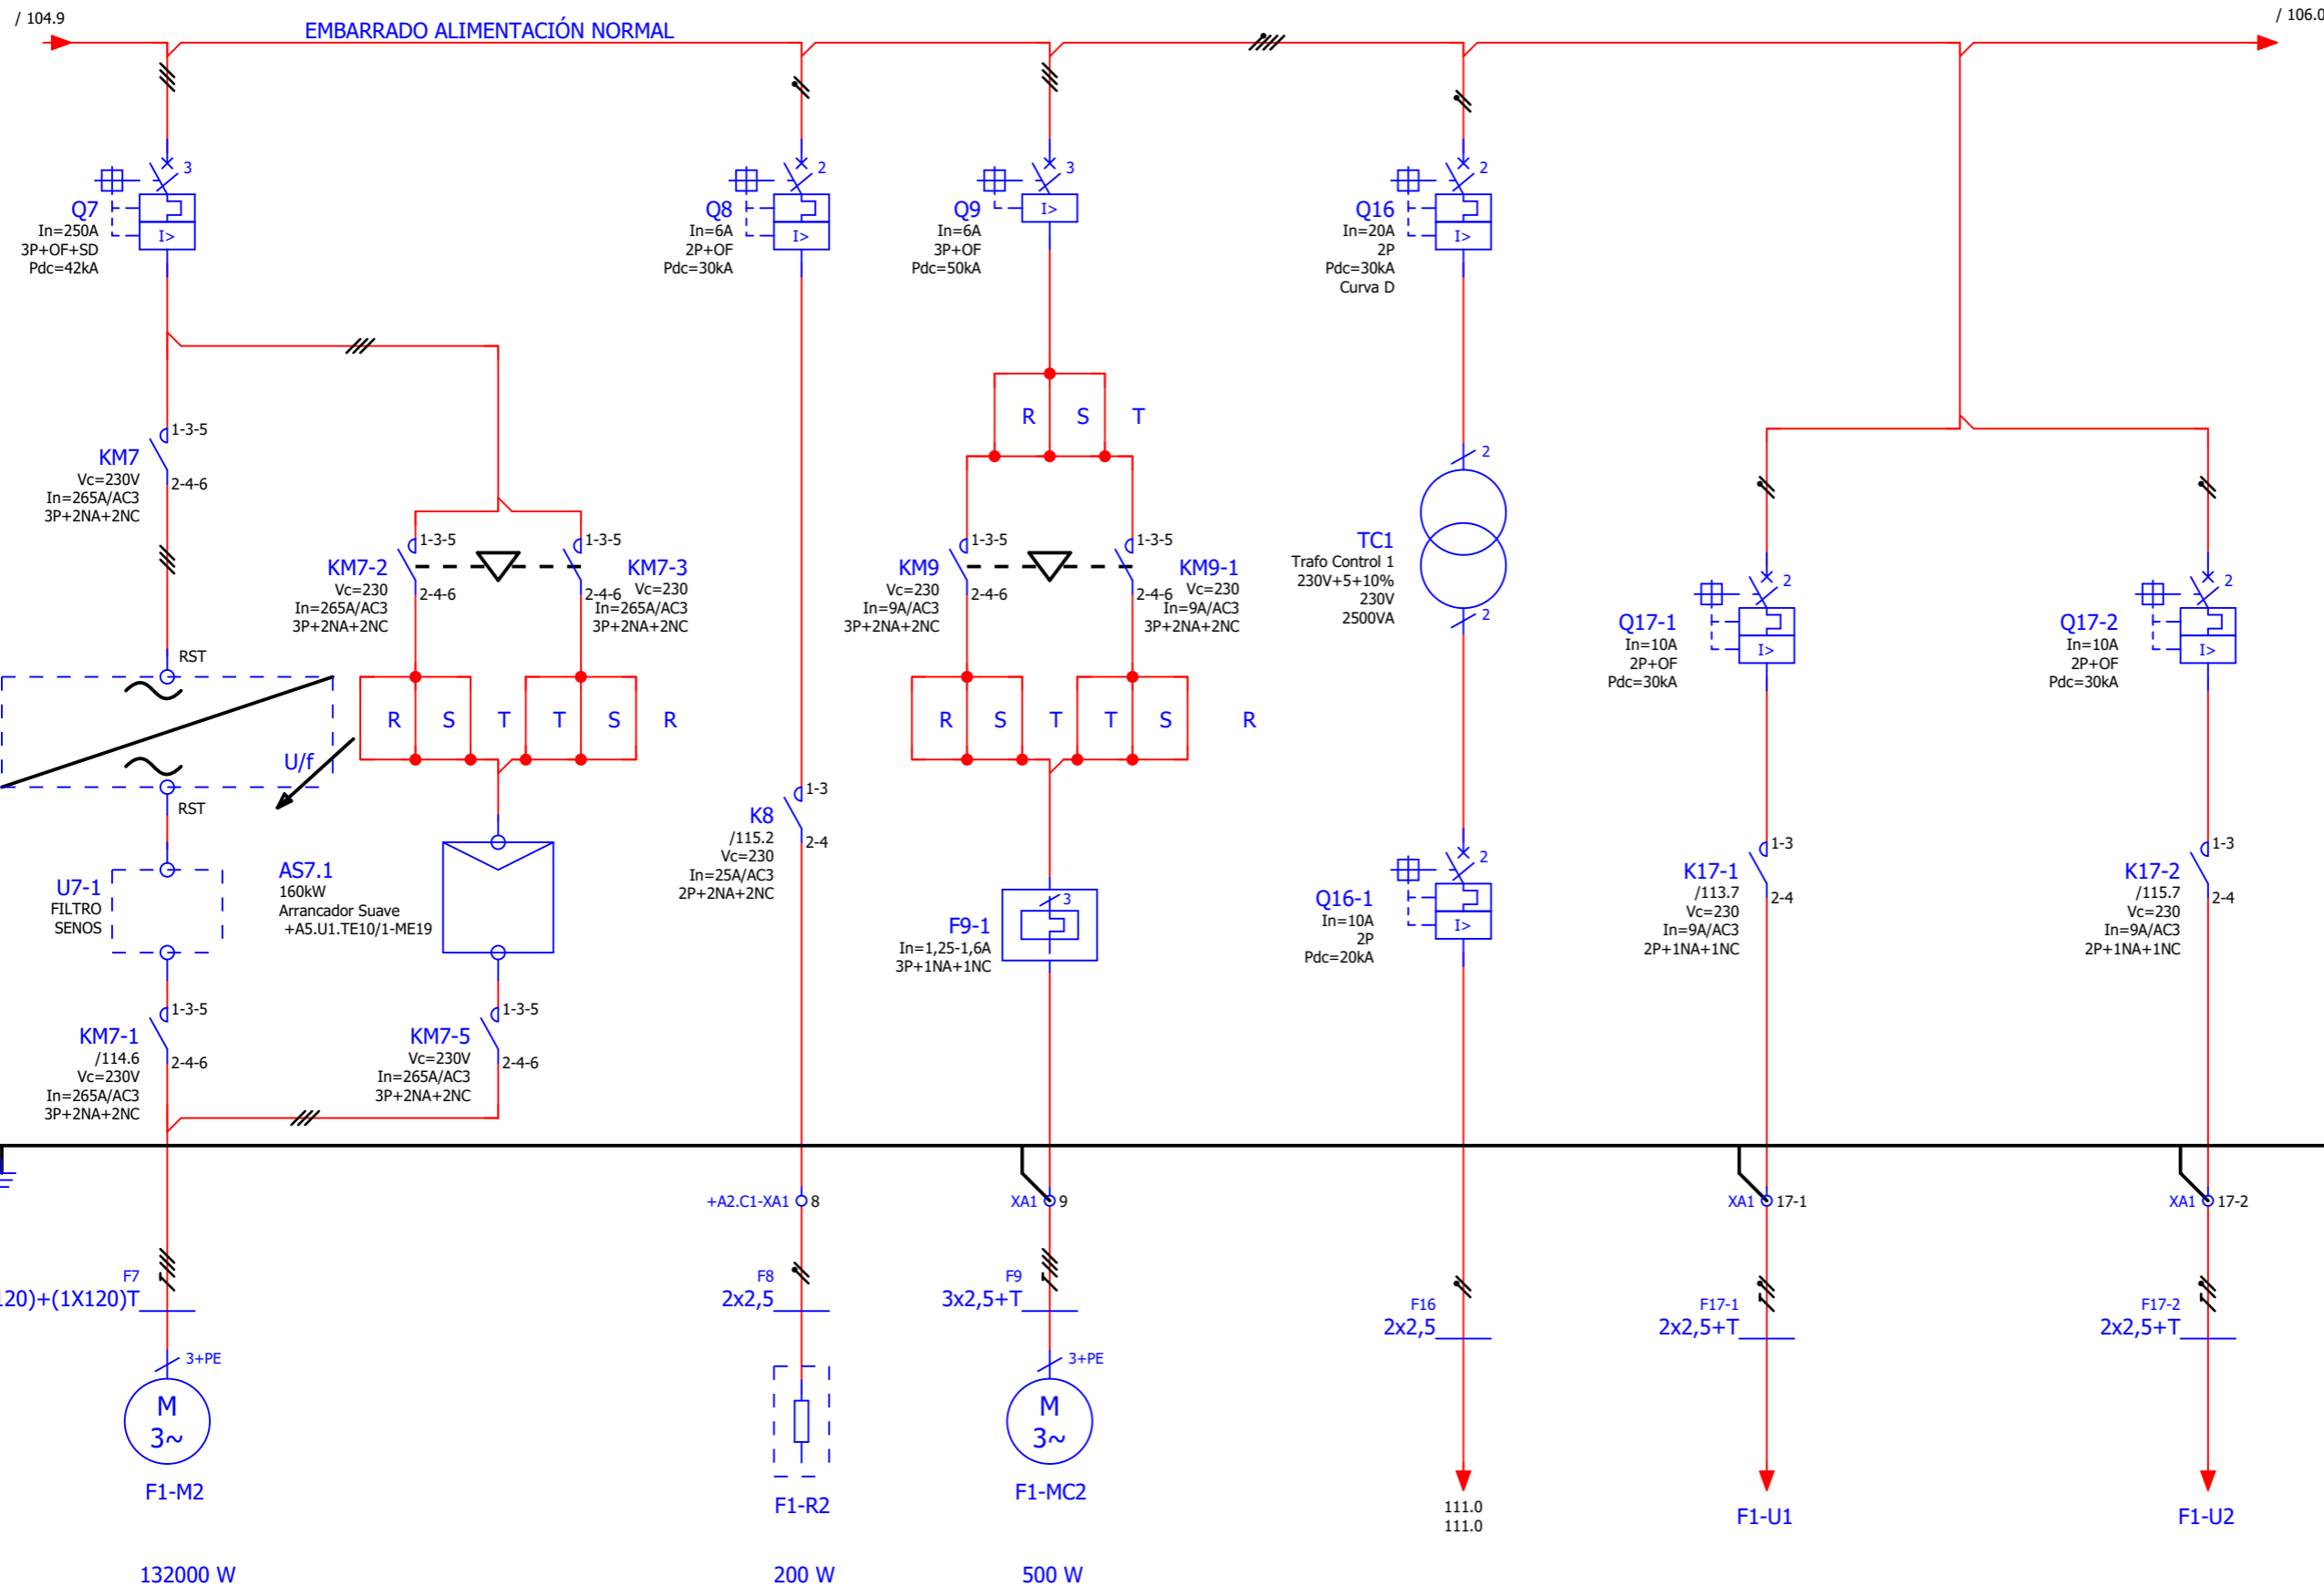 / 104.9
/ 106.0
EMBARRADO ALIMENTACIÓN NORMAL
3
Q7
I>
In=250A
3P+OF+SD
Pdc=42kA
2
Q8
I>
In=6A
2P+OF
Pdc=30kA
3
Q9
I>
In=6A
3P+OF
Pdc=50kA
2
Q16
I>
In=20A
2P
Pdc=30kA
Curva D
1-3-5
KM7
Vc=230V
2-4-6
In=265A/AC3
3P+2NA+2NC
R S T
1-3-5
KM7-2
Vc=230
2-4-6
In=265A/AC3
3P+2NA+2NC
1-3-5
KM7-3
Vc=230
2-4-6
In=265A/AC3
3P+2NA+2NC
1-3-5
KM9
Vc=230
2-4-6
In=9A/AC3
3P+2NA+2NC
1-3-5
KM9-1
Vc=230
2-4-6
In=9A/AC3
3P+2NA+2NC
2
TC1
Trafo Control 1
230V+5+10%
230V
2500VA
2
2
Q17-1
I>
In=10A
2P+OF
Pdc=30kA
2
Q17-2
I>
In=10A
2P+OF
Pdc=30kA
RST
U/f
RST
R S T T S R
R S T T S R
1-3
K8
/115.2
2-4
Vc=230
In=25A/AC3
2P+2NA+2NC
U7-1
FILTRO
SENOS
AS7.1
160kW
Arrancador Suave
+A5.U1.TE10/1-ME19
3
F9-1
In=1,25-1,6A
3P+1NA+1NC
2
Q16-1
I>
In=10A
2P
Pdc=20kA
1-3
K17-1
/113.7
2-4
Vc=230
In=9A/AC3
2P+1NA+1NC
1-3
K17-2
/115.7
2-4
Vc=230
In=9A/AC3
2P+1NA+1NC
1-3-5
KM7-1
/114.6
2-4-6
Vc=230V
In=265A/AC3
3P+2NA+2NC
1-3-5
KM7-5
Vc=230V
2-4-6
In=265A/AC3
3P+2NA+2NC
+A2.C1-XA1 8
XA1 9
XA1 17-1
XA1 17-2
F7
120)+(1X120)T
F8
2x2,5
F9
3x2,5+T
F16
2x2,5
F17-1
2x2,5+T
F17-2
2x2,5+T
3+PE
M
3~
F1-M2
F1-R2
3+PE
M
3~
F1-MC2
111.0
111.0
F1-U1
F1-U2
132000 W
200 W
500 W